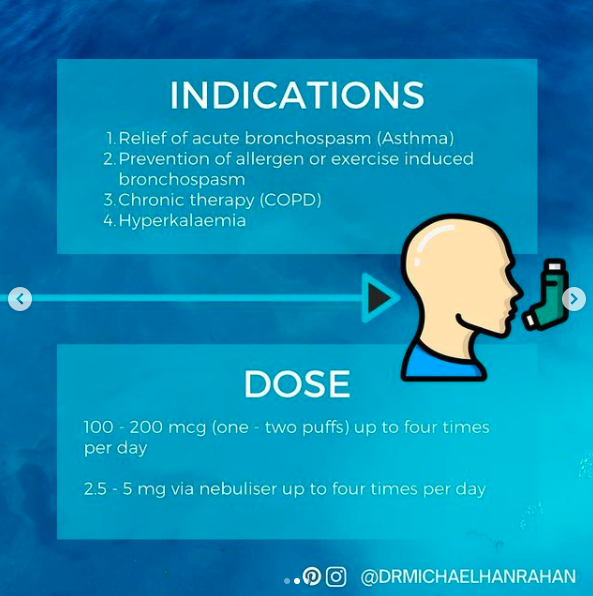 INDICATIONS
1. Relief of acute bronchospasm (Asthma)
2. Prevention of allergen or exercise induced
bronchospasm
3. Chronic therapy (COPD)
4. Hyperkalaemia
DOSE
100 - 200 mcg (one - two puffs) up to four times
per day
2.5 - 5 mg via nebuliser up to four times per day
@DRMICHAELHANRAHAN